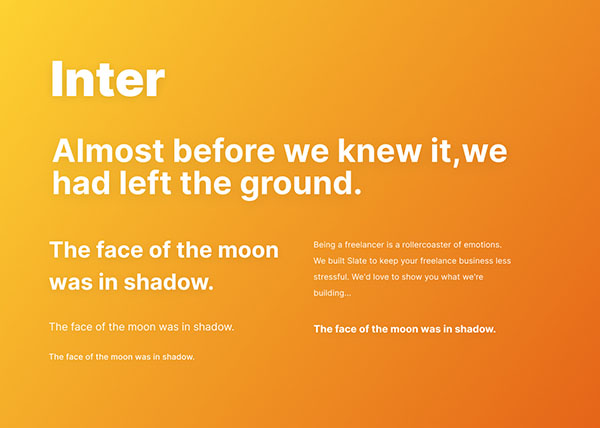 Inter
Almost before we knew it,we
had left the ground.
The face of the moon
was in shadow.
The face of the moon was in shadow.
The face of the moon was in shadow.
Being a freelancer is a rollercoaster of emotions.
We built Slate to keep your freelance business less
stressful. We'd love to show you what we're
building...
The face of the moon was in shadow.